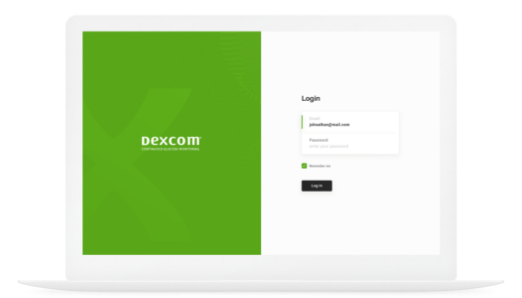 Dexcom
CONTINUOUS GLUCOSE MONITORING
Login
Email
johnathan@mail.com
Password
enter your password
Remember me
Log In